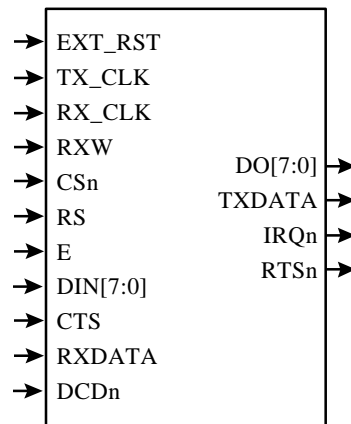 EXT_RST
TX_CLK
RX_CLK
RXW
CSn
RS
E
DIN[7:0]
CTS
RXDATA
DCDn
DO[7:0]
TXDATA
IRQn
RTSn